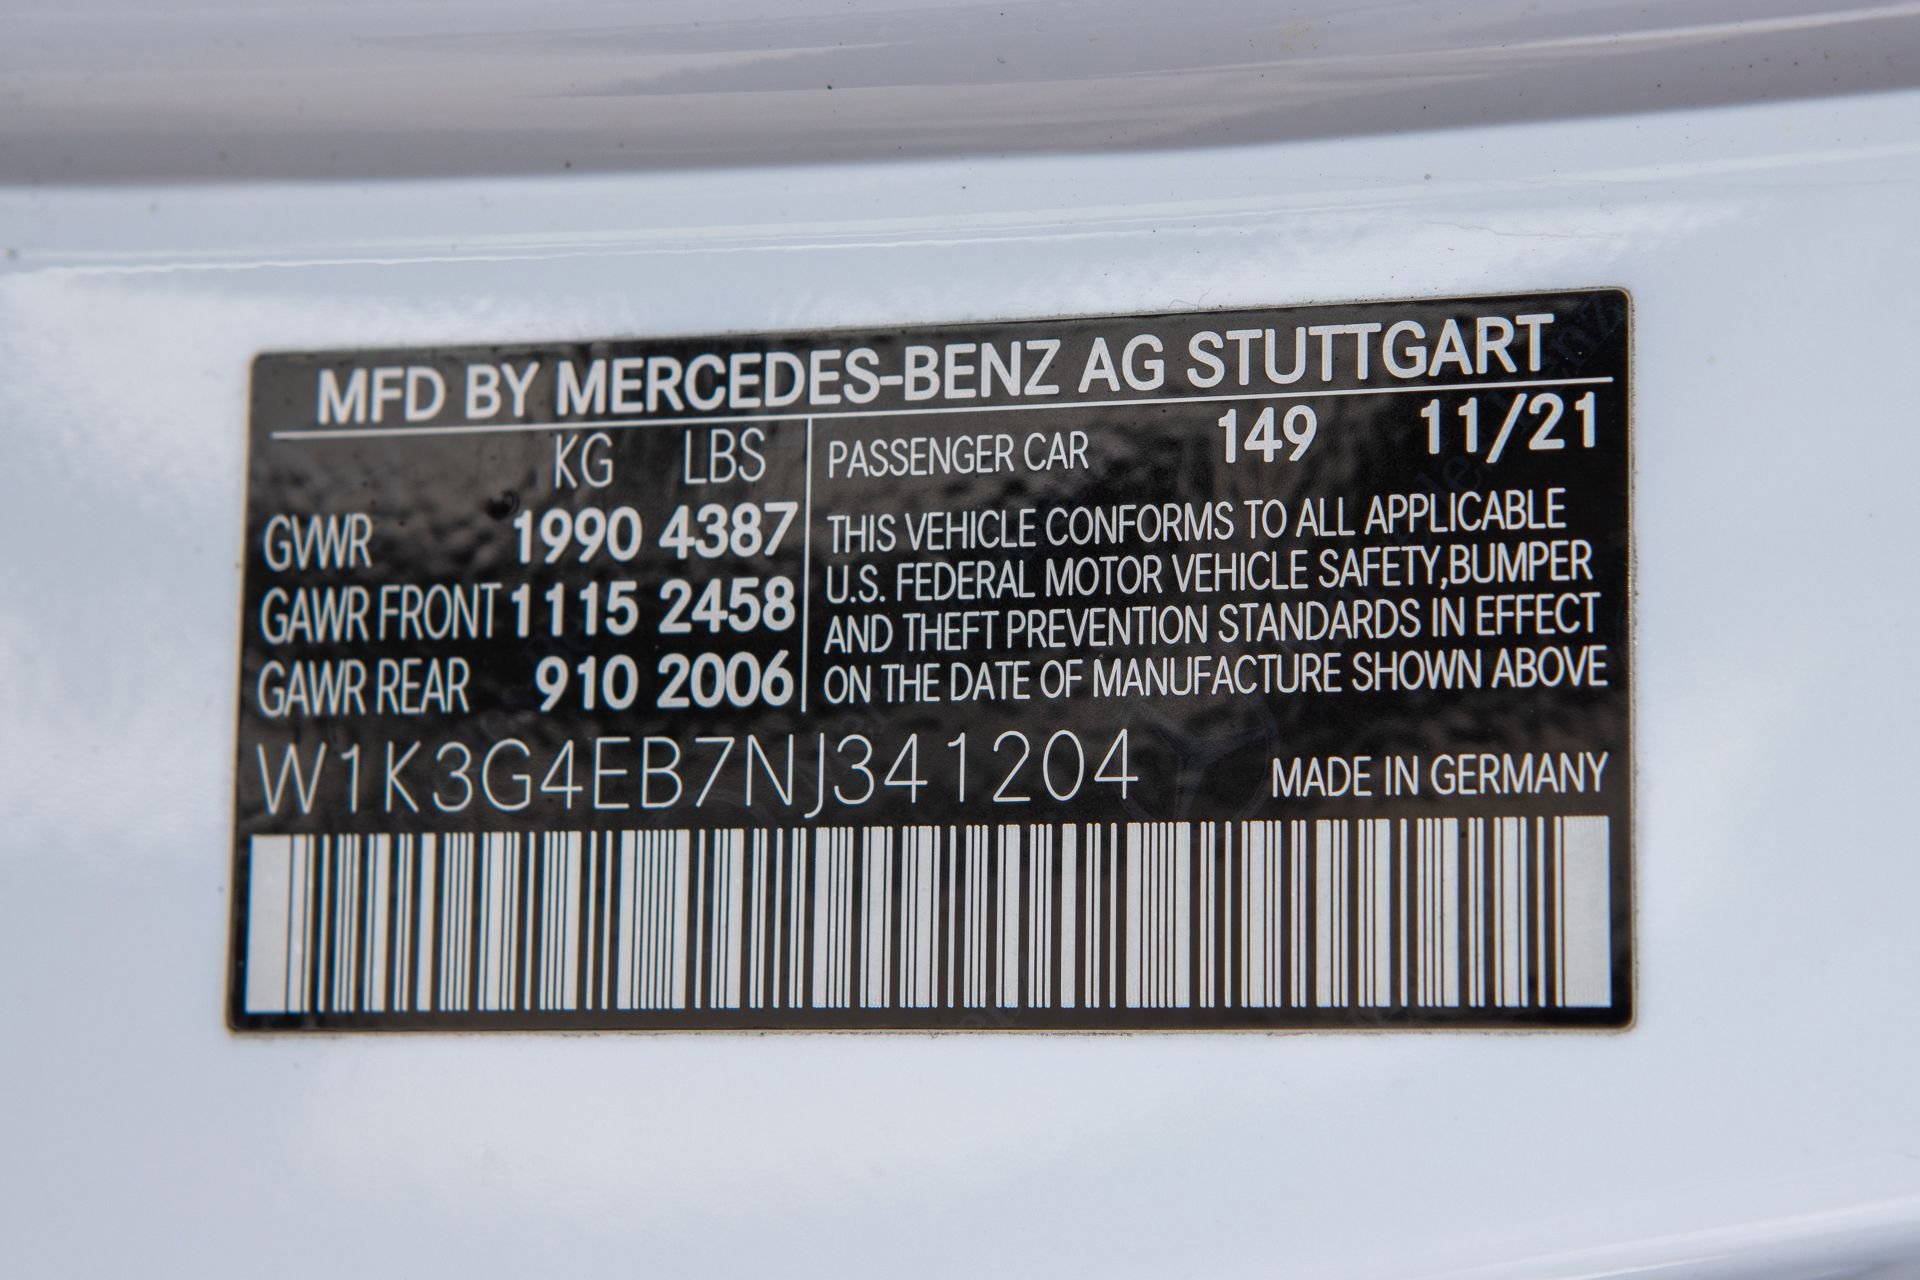 MFD BY MERCEDES-BENZ AG STUTTGART
KG LBS
GVWR 1990 4387
GAWR FRONT 1115 2458
GAWR REAR 910 2006
PASSENGER CAR 149 11/21
THIS VEHICLE CONFORMS TO ALL APPLICABLE
U.S. FEDERAL MOTOR VEHICLE SAFETY,BUMPER
AND THEFT PREVENTION STANDARDS IN EFFECT
ON THE DATE OF MANUFACTURE SHOWN ABOVE
W1K3G4EB7NJ341204
MADE IN GERMANY